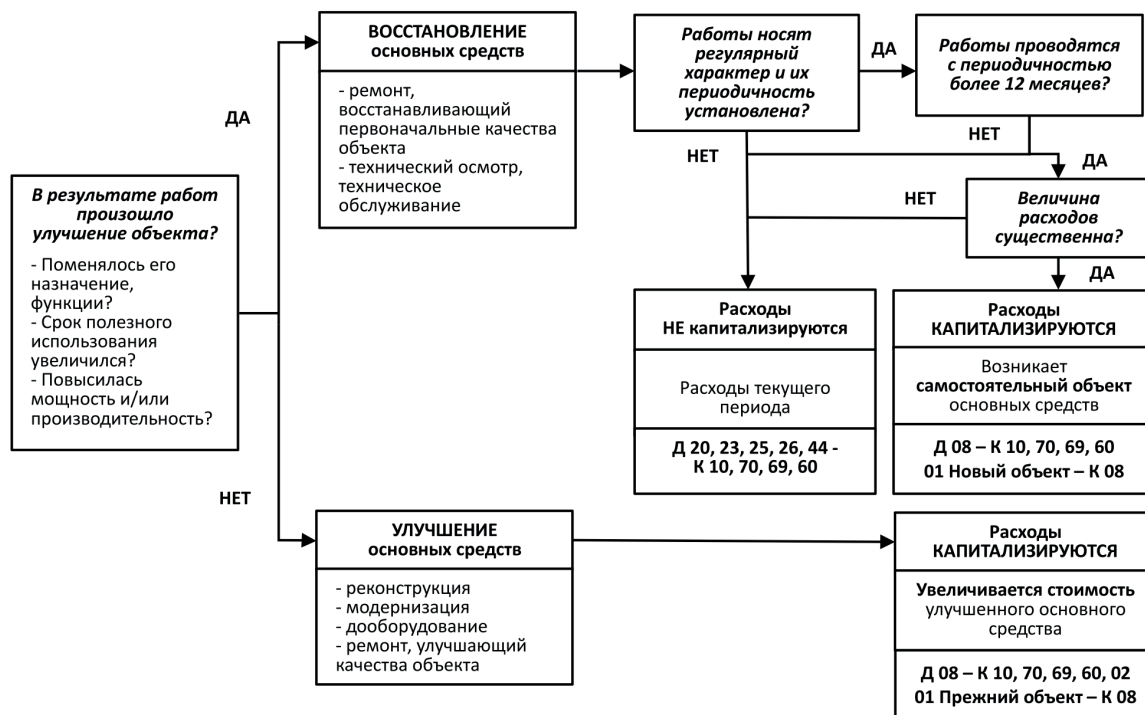 ВОССТАНОВЛЕНИЕ
основных средств
- ремонт,
восстанавливающий
первоначальные качества
объекта
- технический осмотр,
техническое
обслуживание
Работы носят
регулярный
характер и их
периодичность
установлена?
ДА
Работы проводятся
с периодичностью
более 12 месяцев?
ДА
НЕТ
НЕТ
ДА
В результате работ
произошло
улучшение объекта?
- Поменялось его
назначение,
функции?
- Срок полезного
использования
увеличился?
- Повысилась
мощность и/или
производительность?
НЕТ
Величина
расходов
существенна?
ДА
Расходы
НЕ капитализируются
Расходы текущего
периода
Д 20, 23, 25, 26, 44 -
К 10, 70, 69, 60
Расходы
КАПИТАЛИЗИРУЮТСЯ
Возникает
самостоятельный объект
основных средств
Д 08 – К 10, 70, 69, 60
01 Новый объект – К 08
НЕТ
УЛУЧШЕНИЕ
основных средств
- реконструкция
- модернизация
- дооборудование
- ремонт, улучшающий
качества объекта
Расходы
КАПИТАЛИЗИРУЮТСЯ
Увеличивается стоимость
улучшенного основного
средства
Д 08 – К 10, 70, 69, 60, 02
01 Прежний объект – К 08